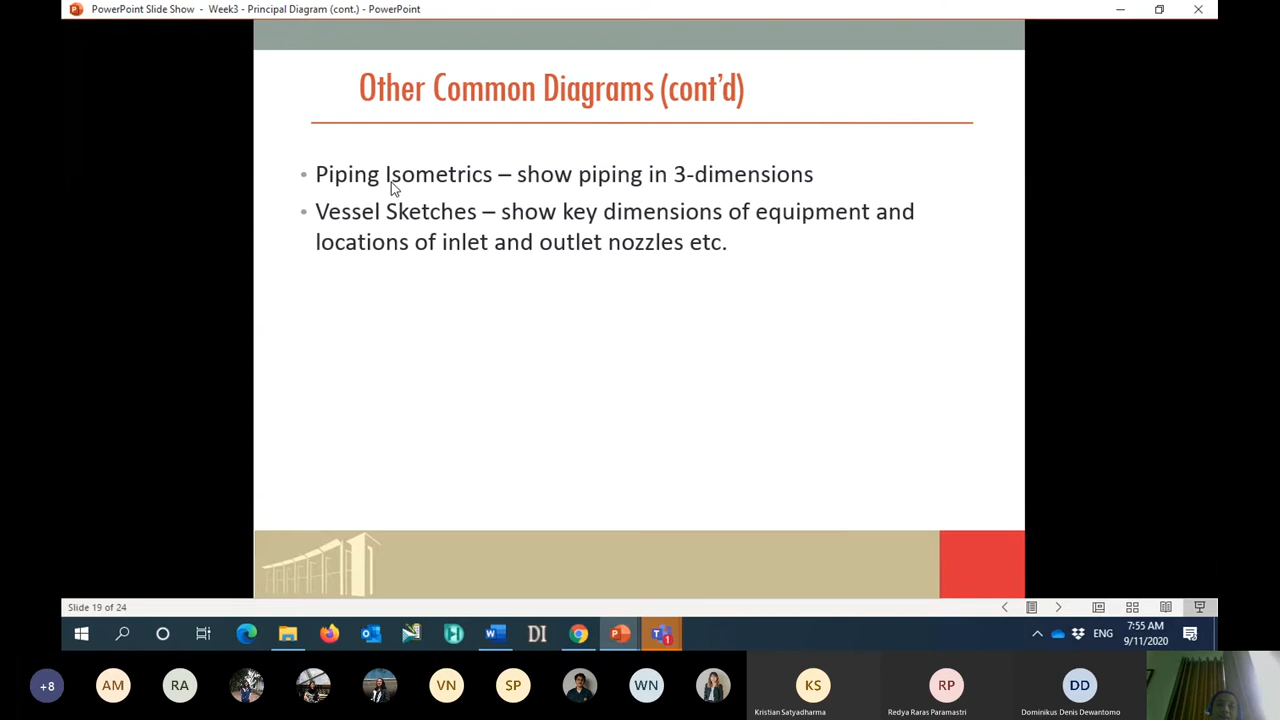 PowerPoint Slide Show - Week3 - Principal Diagram (cont.) - PowerPoint
Other Common Diagrams (cont’d)
• Piping Isometrics – show piping in 3-dimensions
• Vessel Sketches – show key dimensions of equipment and
locations of inlet and outlet nozzles etc.
Slide 19 of 24
DI
ENG
7:55 AM
9/11/2020
1
+8
AM
RA
VN
SP
WN
KS
RP
DD
Kristian Satyadharma
Redya Raras Paramastri
Dominikus Denis Dewantomo